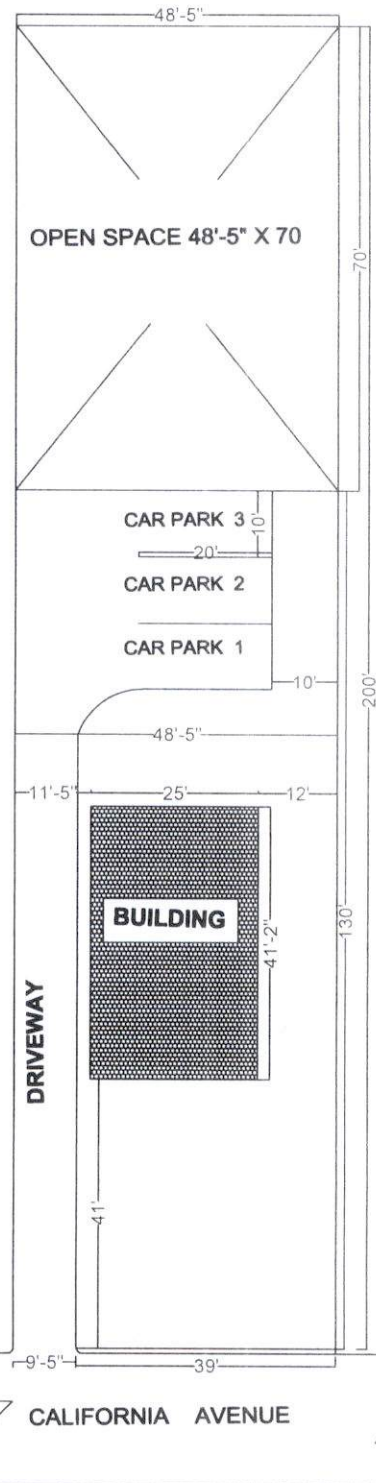 48'-5"
OPEN SPACE 48'-5" X 70
70'
CAR PARK 3
10'
20'
CAR PARK 2
CAR PARK 1
10'
200'
48'-5"
11'-5"
25'
12'
BUILDING
41'-2"
130'
DRIVEWAY
41'
9'-5"
39'
CALIFORNIA AVENUE